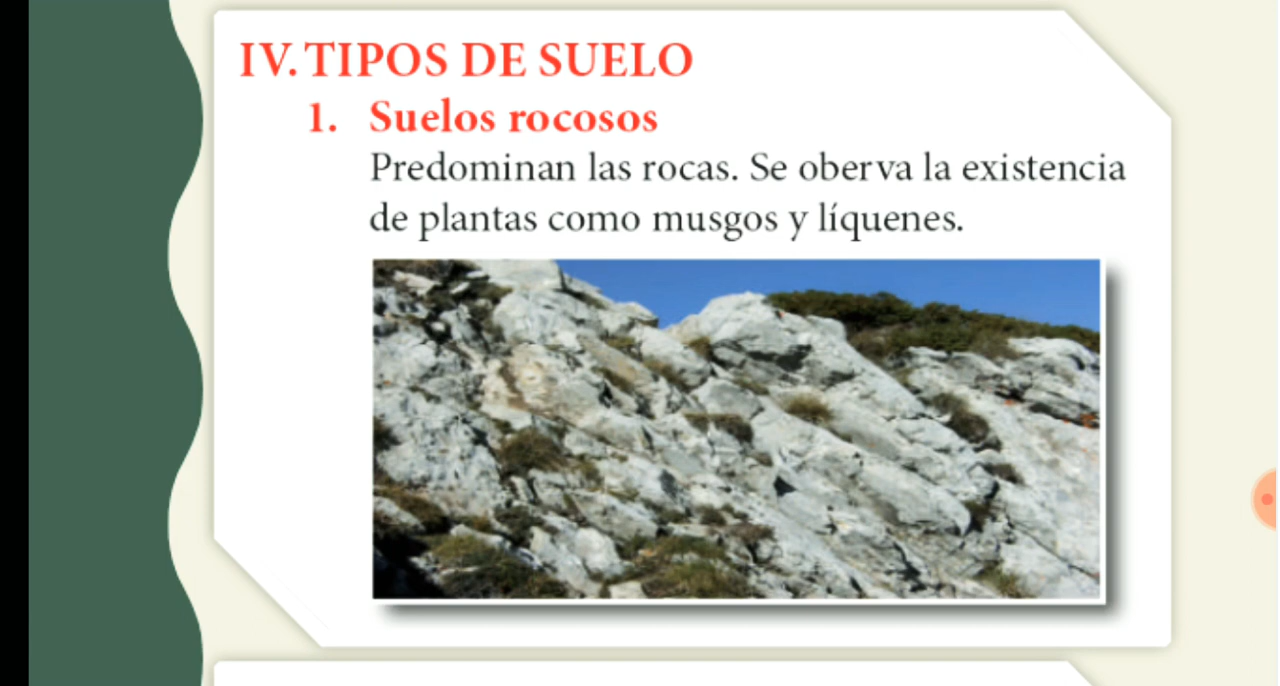 IV. TIPOS DE SUELO
1. Suelos rocosos
Predominan las rocas. Se oberva la existencia
de plantas como musgos y líquenes.